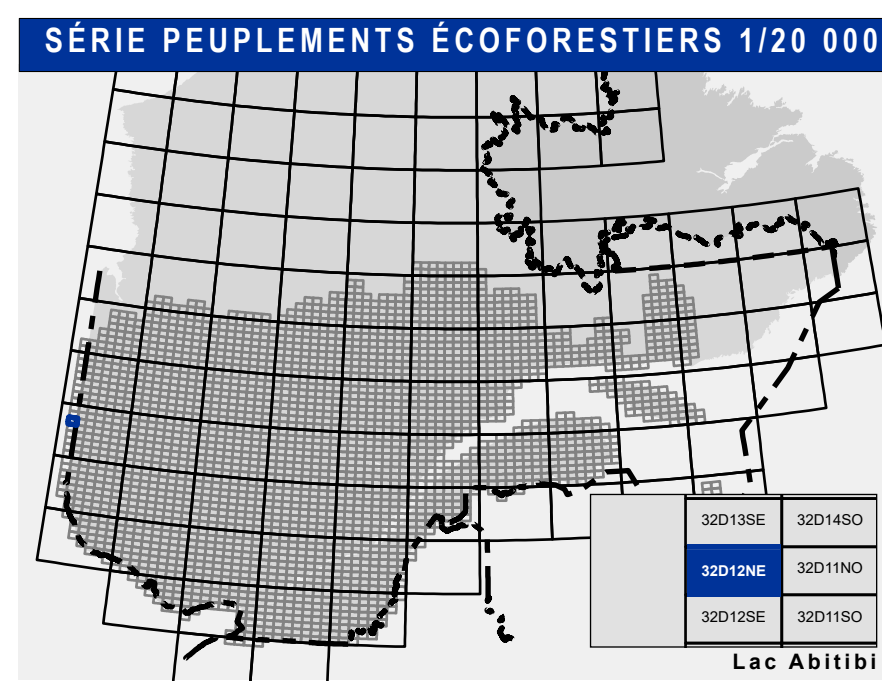 SÉRIE PEUPLEMENTS ÉCOFORESTIERS 1/20 000
32D13SE 32D14SO
32D12NE 32D11NO
32D12SE 32D11SO
Lac Abitibi